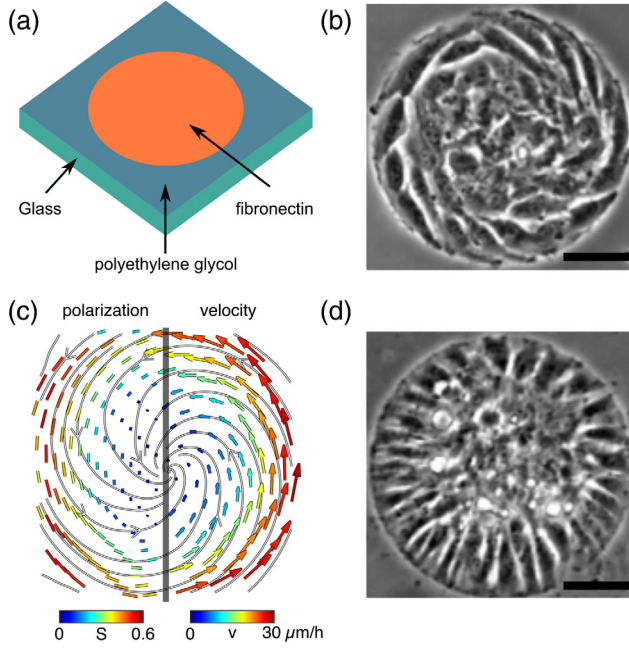 (a)
Glass
fibronectin
polyethylene glycol
(b)
(c)
polarization
velocity
0 S 0.6
0 v 30 μm/h
(d)